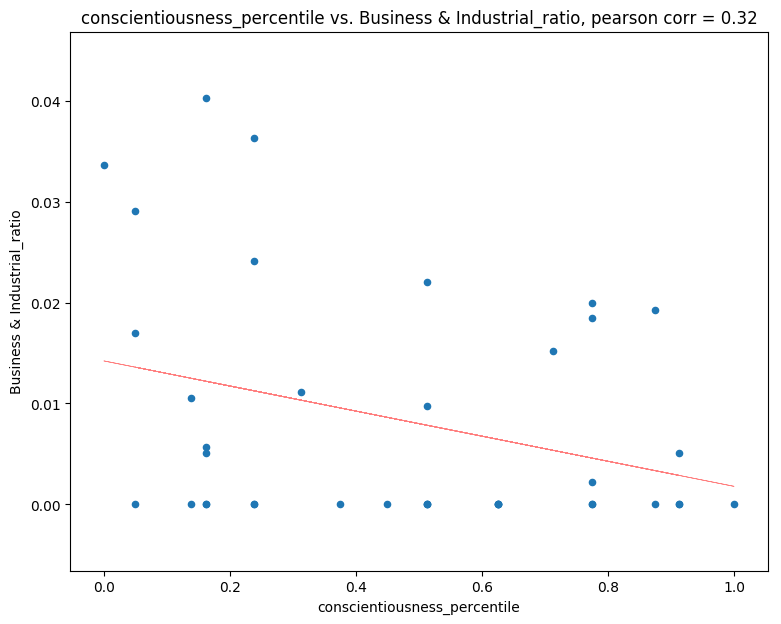 conscientiousness_percentile vs. Business & Industrial_ratio, pearson corr = 0.32
0.04
0.03
0.02
0.01
0.00
Business & Industrial_ratio
0.0 0.2 0.4 0.6 0.8 1.0
conscientiousness_percentile